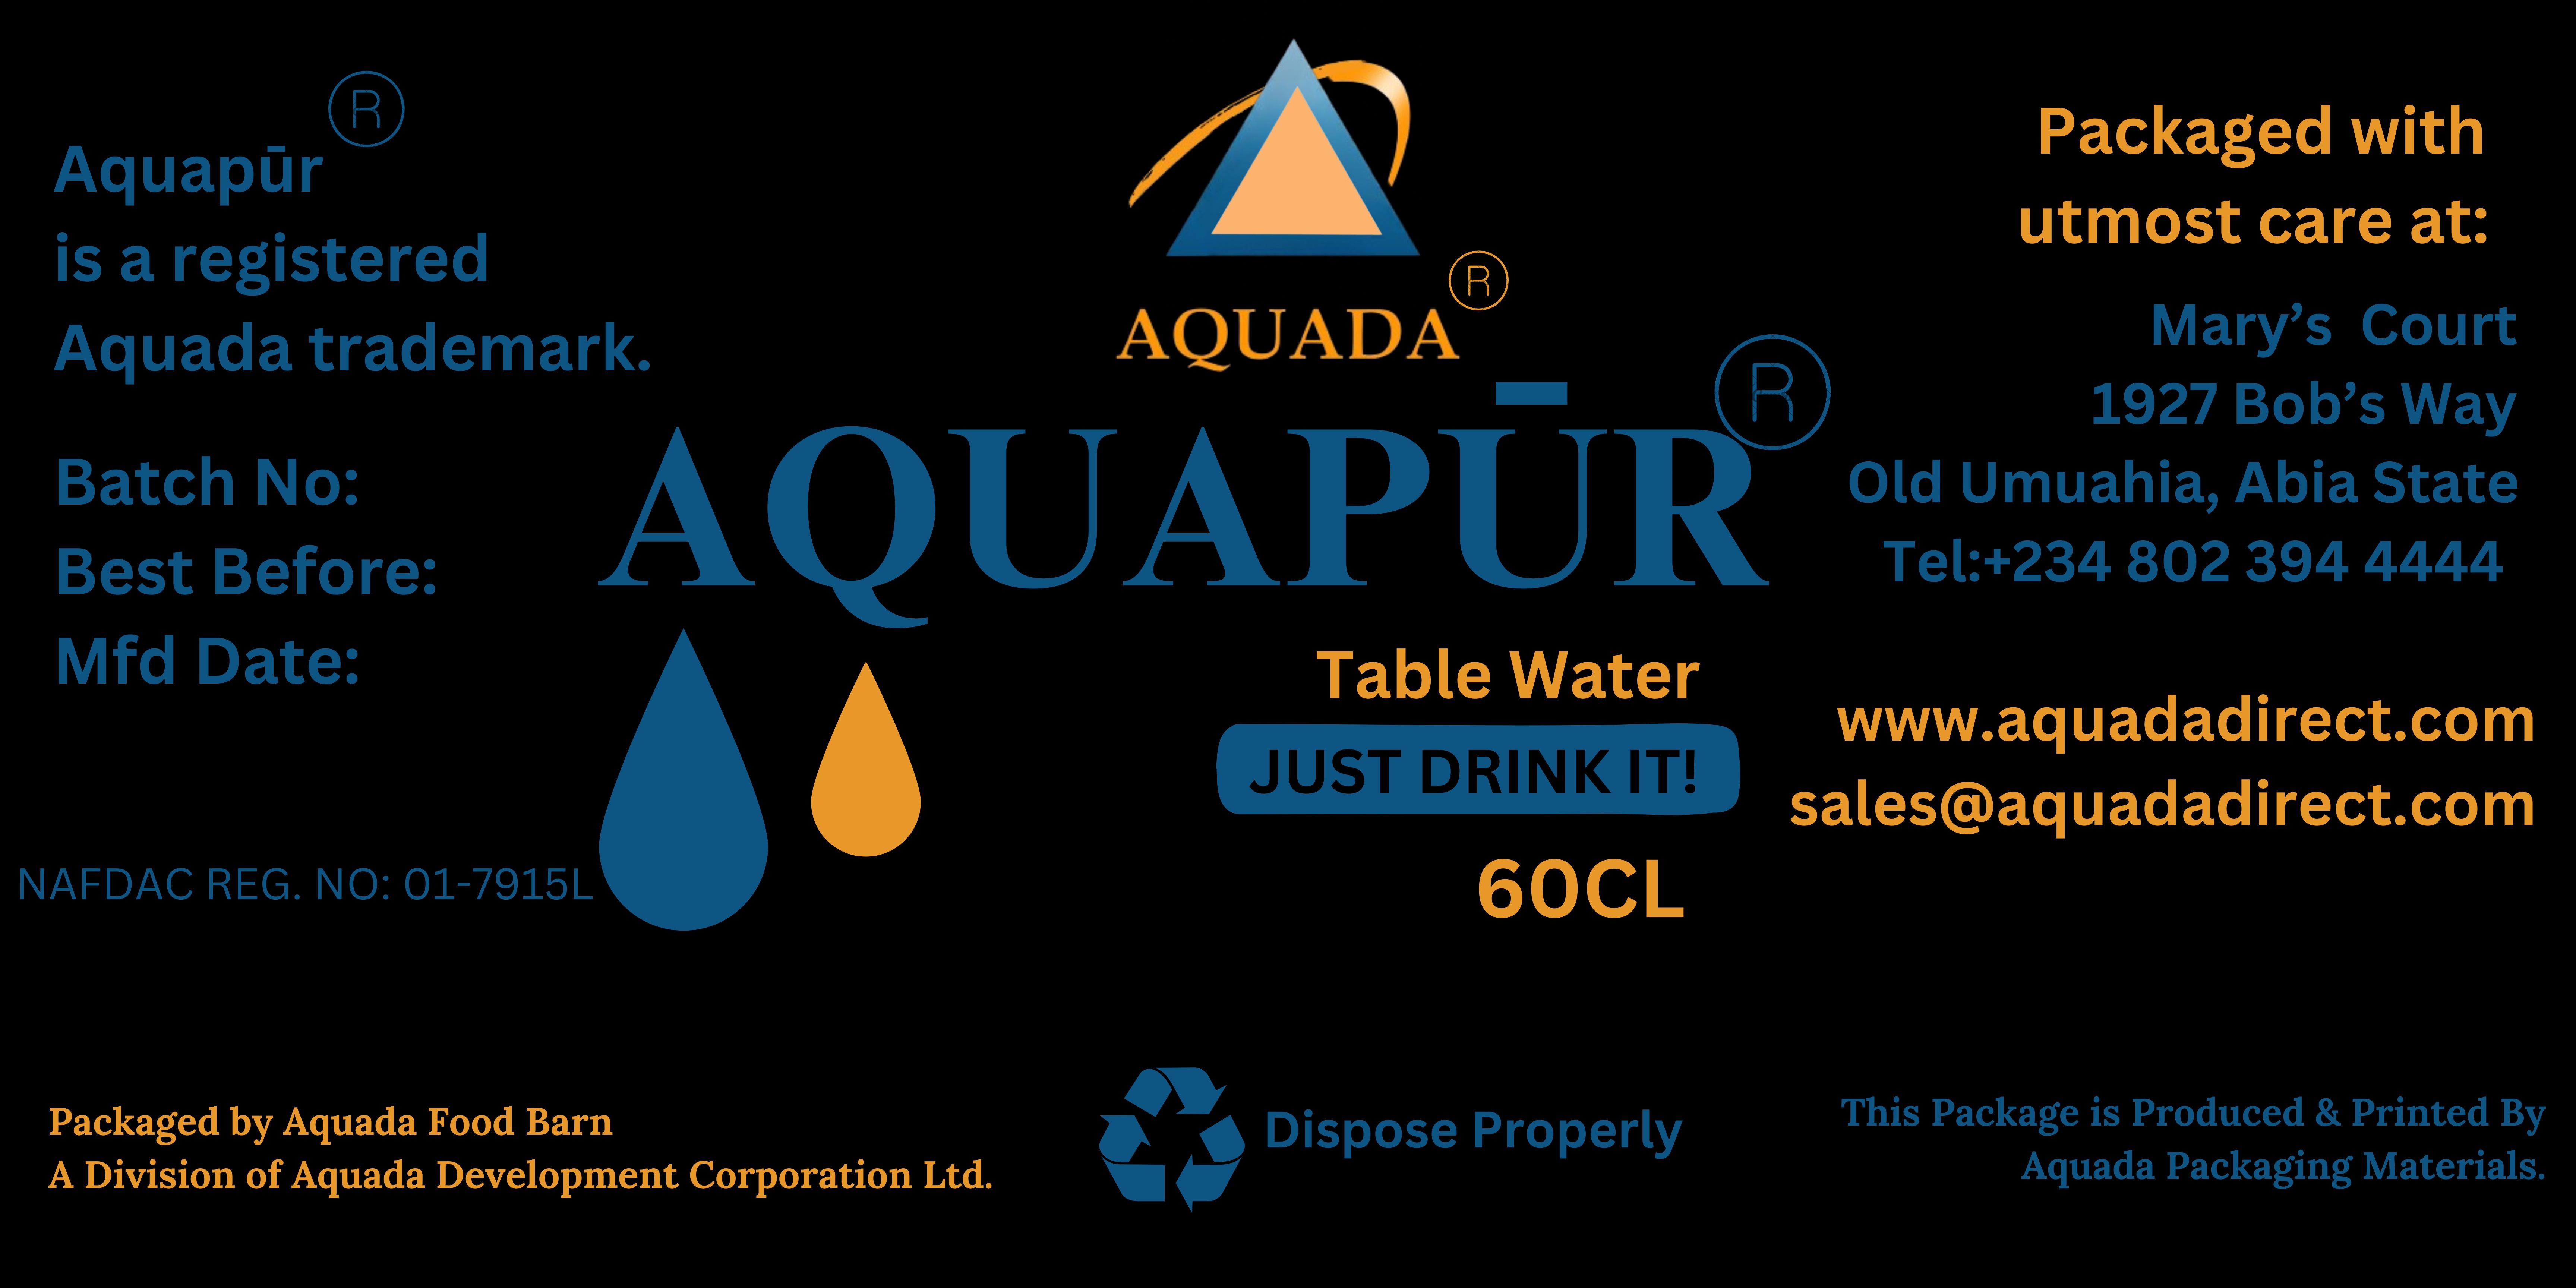 Aquapūr ®
is a registered
Aquada trademark.
Batch No:
Best Before:
Mfd Date:
NAFDAC REG. NO: 01-7915L
AQUADA ®
AQUAPŪR ®
Table Water
JUST DRINK IT!
60CL
Packaged with
utmost care at:
Mary’s Court
1927 Bob’s Way
Old Umuahia, Abia State
Tel:+234 802 394 4444
www.aquadadirect.com
sales@aquadadirect.com
Packaged by Aquada Food Barn
A Division of Aquada Development Corporation Ltd.
Dispose Properly
This Package is Produced & Printed By
Aquada Packaging Materials.